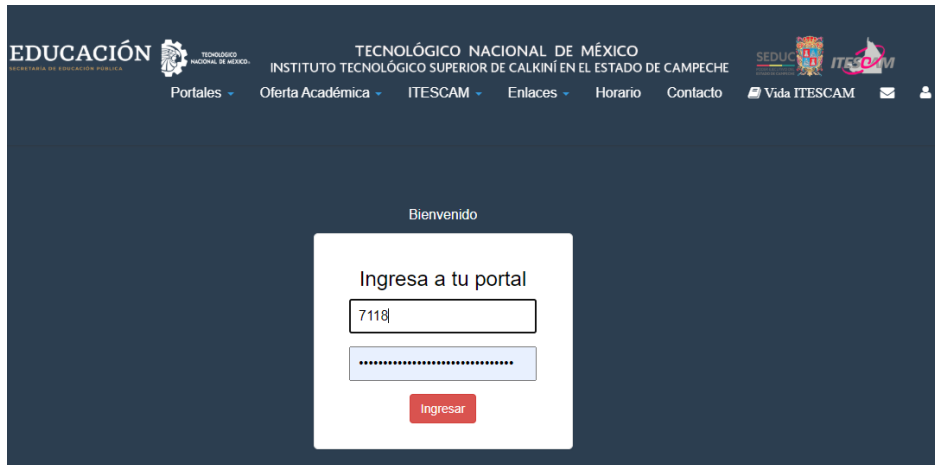 EDUCACIÓN
SECRETARÍA DE EDUCACIÓN PÚBLICA
TECNOLÓGICO
NACIONAL DE MÉXICO
TECNOLÓGICO NACIONAL DE MÉXICO
INSTITUTO TECNOLÓGICO SUPERIOR DE CALKINÍ EN EL ESTADO DE CAMPECHE
SEDUC
ITESCAM
Portales Oferta Académica ITESCAM Enlaces Horario Contacto Vida ITESCAM
Bienvenido
Ingresa a tu portal
7118
Ingresar